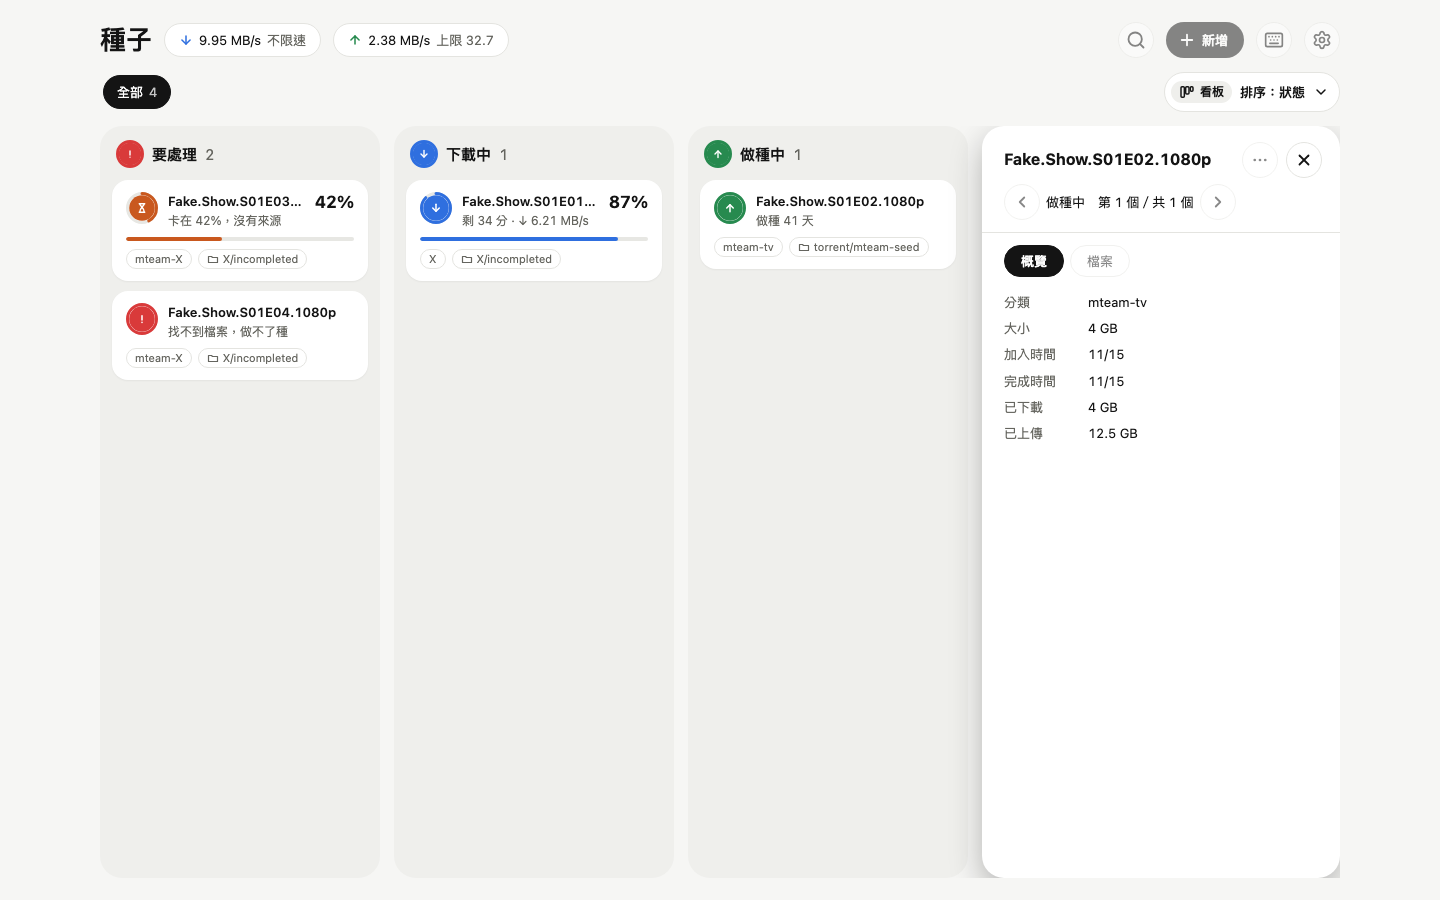 種子
9.95 MB/s 不限速
2.38 MB/s 上限 32.7
新增
全部 4
看板 排序：狀態
要處理 2
Fake.Show.S01E03... 42%
卡在 42%，沒有來源
mteam-X X/incompleted
Fake.Show.S01E04.1080p
找不到檔案，做不了種
mteam-X X/incompleted
下載中 1
Fake.Show.S01E01... 87%
剩 34 分 · ↓ 6.21 MB/s
X X/incompleted
做種中 1
Fake.Show.S01E02.1080p
做種 41 天
mteam-tv torrent/mteam-seed
Fake.Show.S01E02.1080p
做種中 第 1 個 / 共 1 個
概覽 檔案
分類 mteam-tv
大小 4 GB
加入時間 11/15
完成時間 11/15
已下載 4 GB
已上傳 12.5 GB